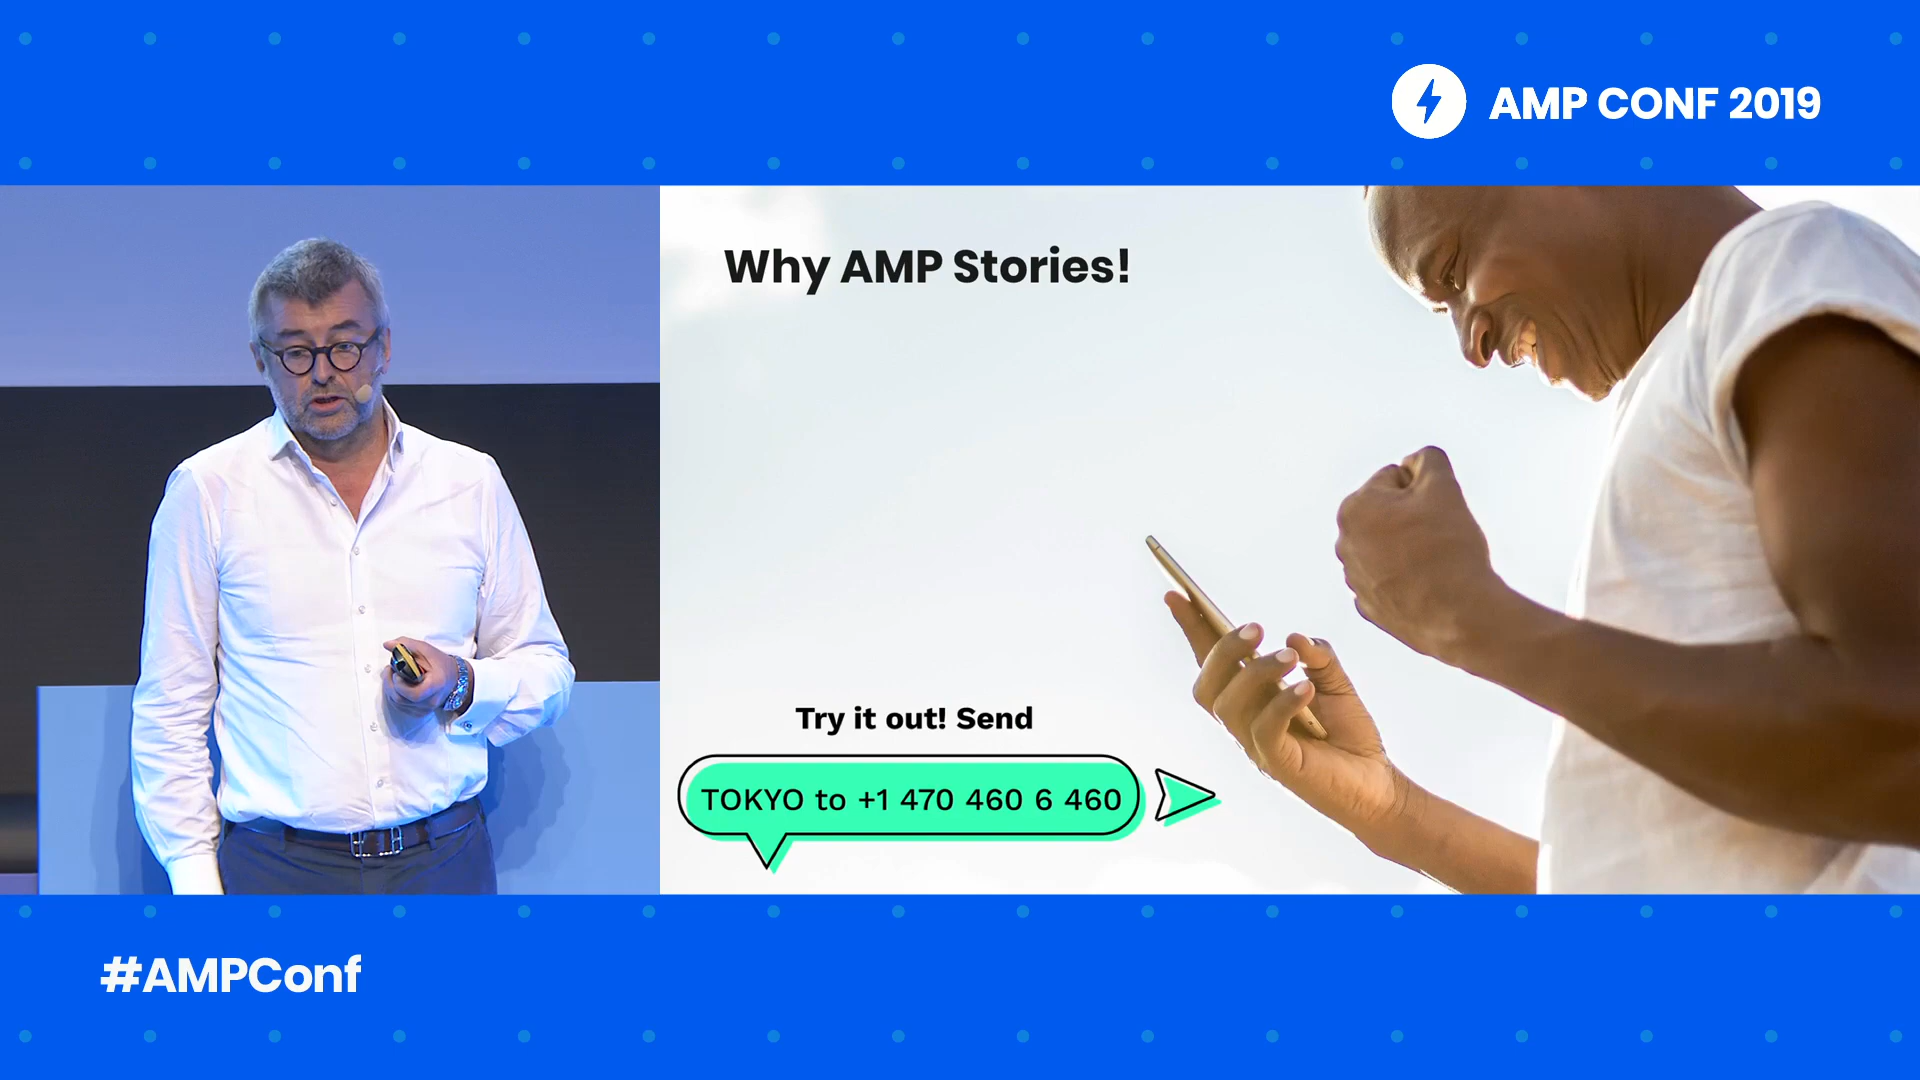 AMP CONF 2019
Why AMP Stories!
Try it out! Send
TOKYO to +1 470 460 6 460
#AMPConf